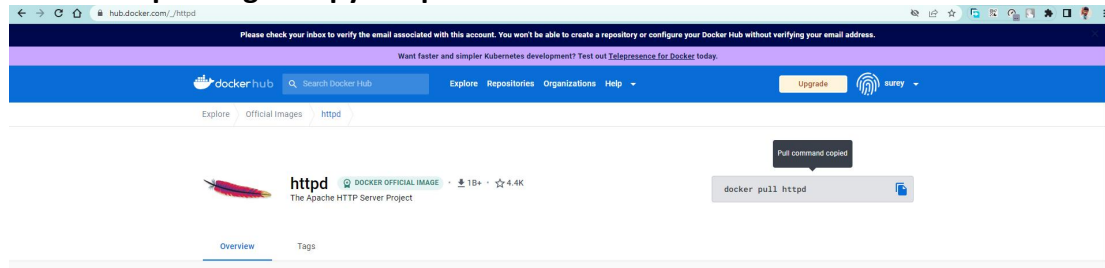 hub.docker.com/_/httpd
Please check your inbox to verify the email associated with this account. You won't be able to create a repository or configure your Docker Hub without verifying your email address.
Want faster and simpler Kubernetes development? Test out Telepresence for Docker today.
dockerhub Search Docker Hub Explore Repositories Organizations Help Upgrade surey
Explore Official Images httpd
Pull command copied
httpd DOCKER OFFICIAL IMAGE · 1B+ · 4.4K
docker pull httpd
The Apache HTTP Server Project
Overview Tags